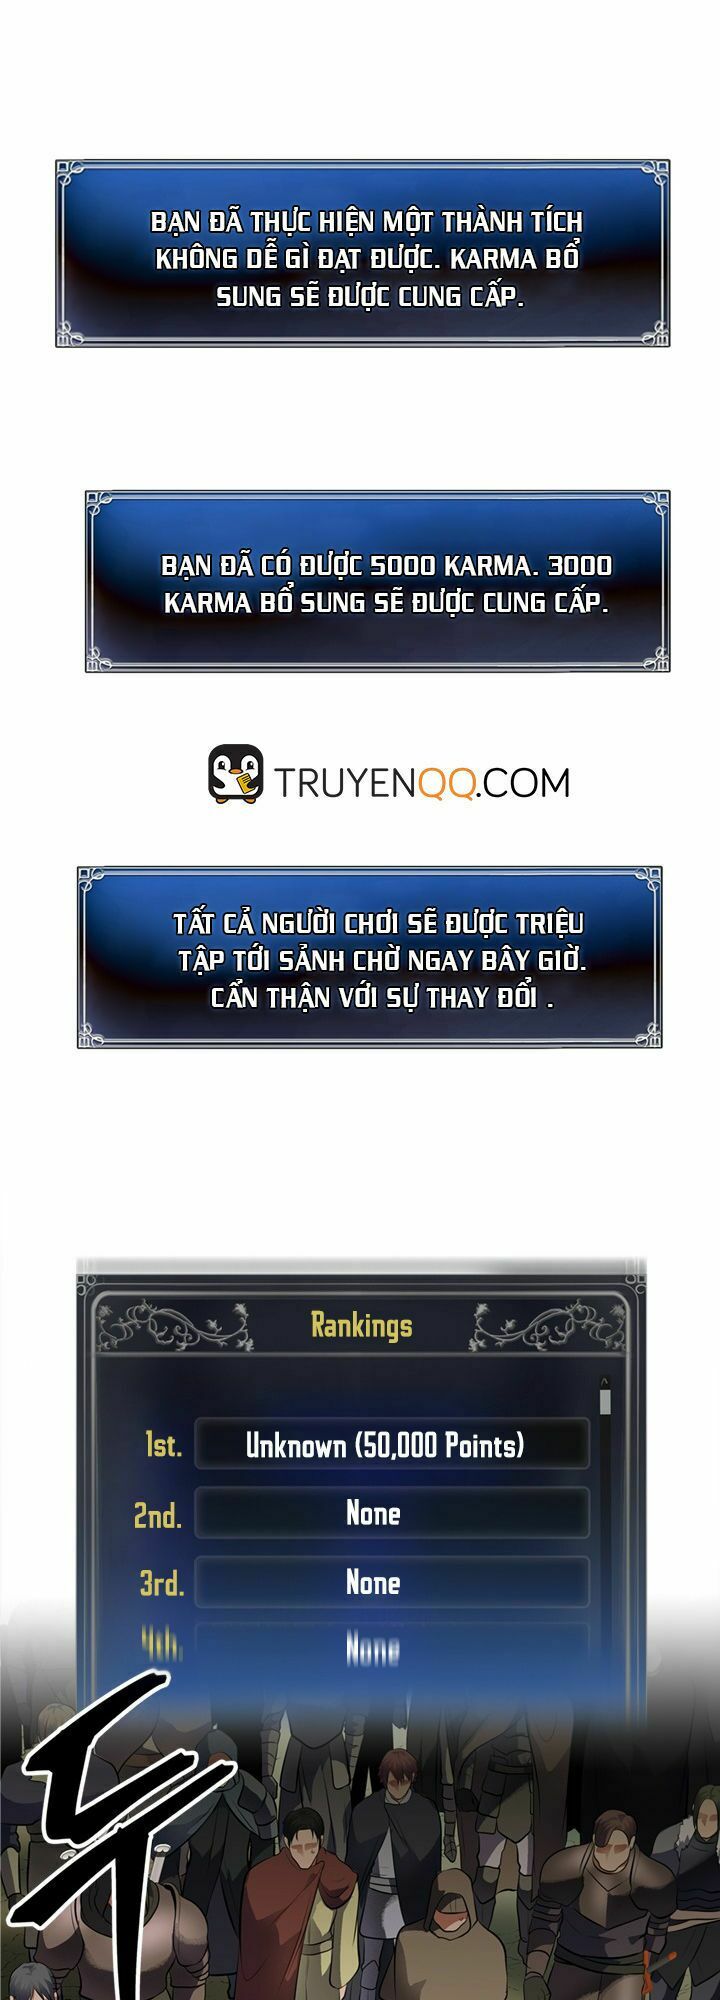 BẠN ĐÃ THỰC HIỆN MỘT THÀNH TÍCH
KHÔNG DỄ GÌ ĐẠT ĐƯỢC. KARMA BỔ
SUNG SẼ ĐƯỢC CUNG CẤP.
BẠN ĐÃ CÓ ĐƯỢC 5000 KARMA. 3000
KARMA BỔ SUNG SẼ ĐƯỢC CUNG CẤP.
TRUYENQQ.COM
TẤT CẢ NGƯỜI CHƠI SẼ ĐƯỢC TRIỆU
TẬP TỚI SẢNH CHỜ NGAY BÂY GIỜ.
CẨN THẬN VỚI SỰ THAY ĐỔI .
Rankings
1st. Unknown (50,000 Points)
2nd. None
3rd. None
4th. None
두